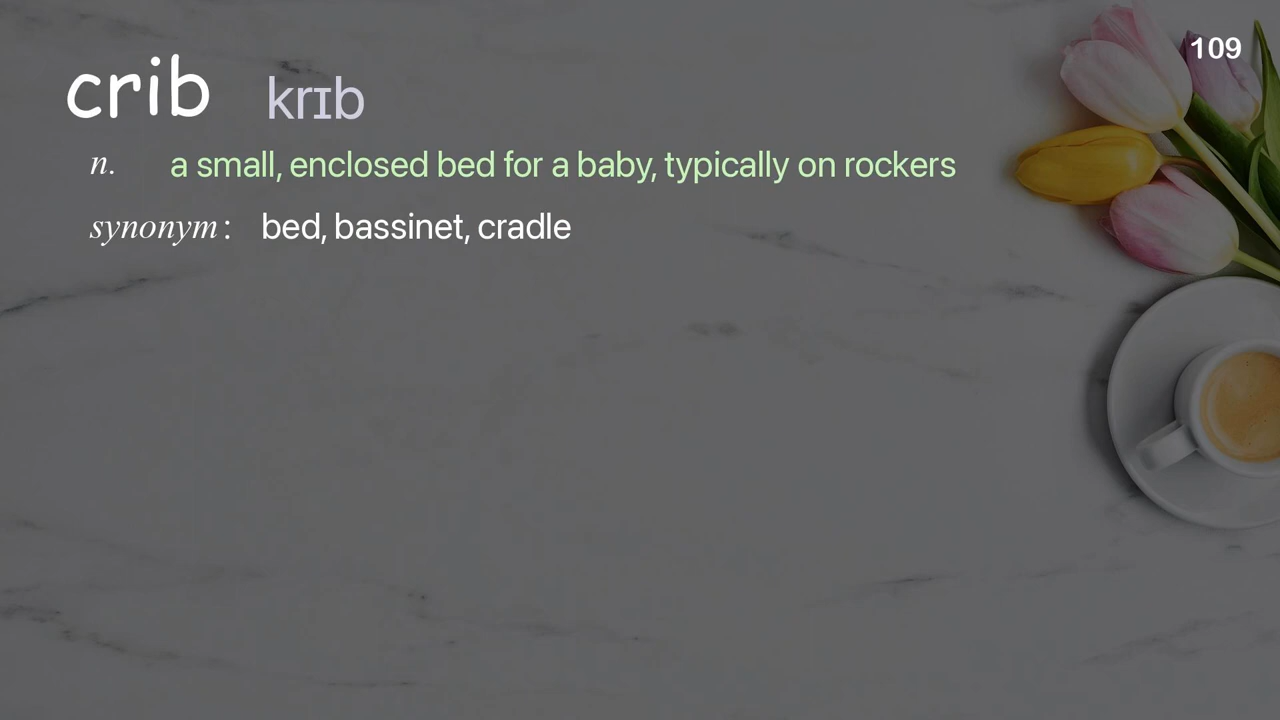 109
crib krɪb
n. a small, enclosed bed for a baby, typically on rockers
synonym: bed, bassinet, cradle